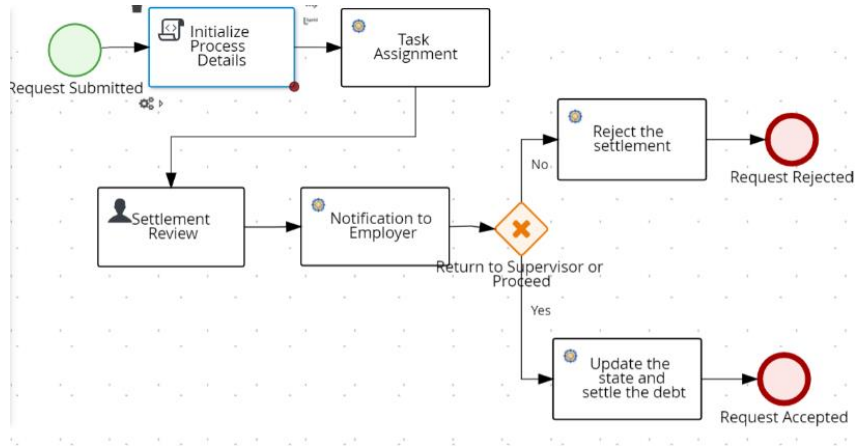 Initialize
Process
Details
Task
Assignment
Request Submitted
Reject the
settlement
No
Request Rejected
Settlement
Review
Notification to
Employer
Return to Supervisor or
Proceed
Yes
Update the
state and
settle the debt
Request Accepted